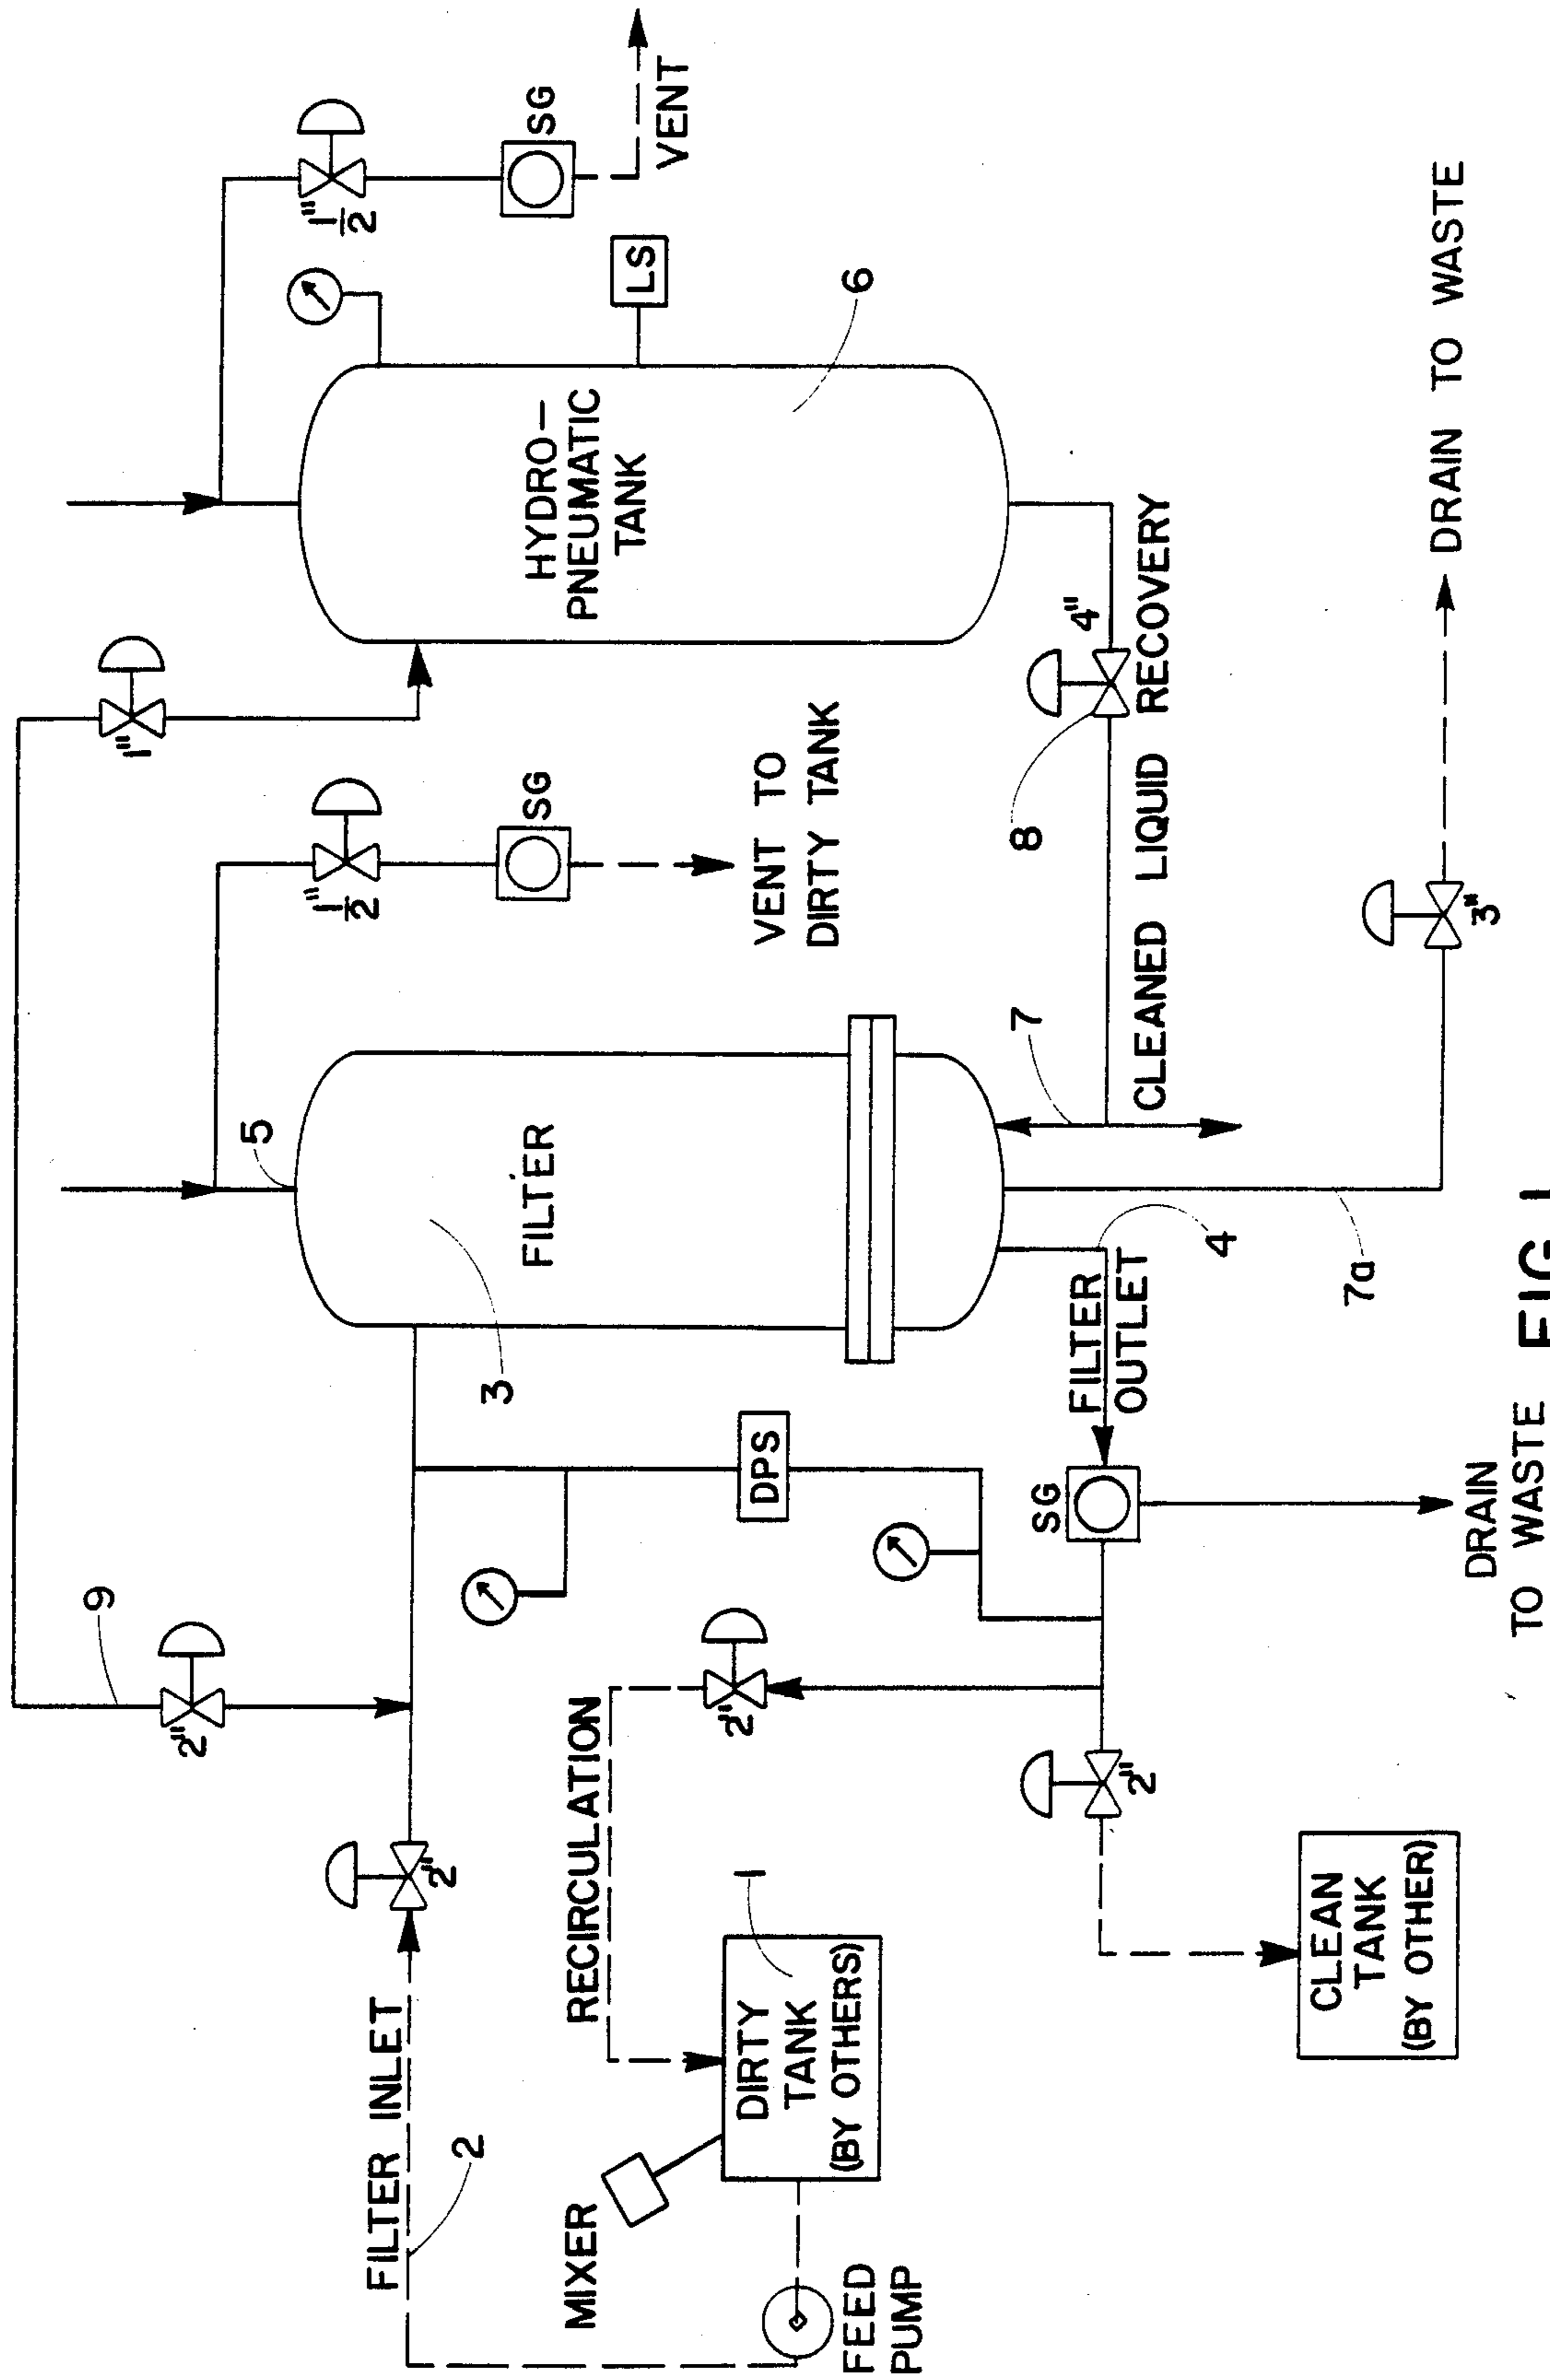 9
2"
1"
5
1"
2
SG
VENT TO
DIRTY TANK
1"
2
SG
VENT
FILTER INLET
2
2"
3
FILTER
HYDRO-
PNEUMATIC
TANK
LS
6
MIXER
RECIRCULATION
2"
1
DIRTY
TANK
(BY OTHERS)
FEED
PUMP
DPS
SG
FILTER
OUTLET
4
7
8
4"
CLEANED LIQUID RECOVERY
2"
CLEAN
TANK
(BY OTHER)
7a
3"
DRAIN TO WASTE
DRAIN
TO WASTE
FIG. 1